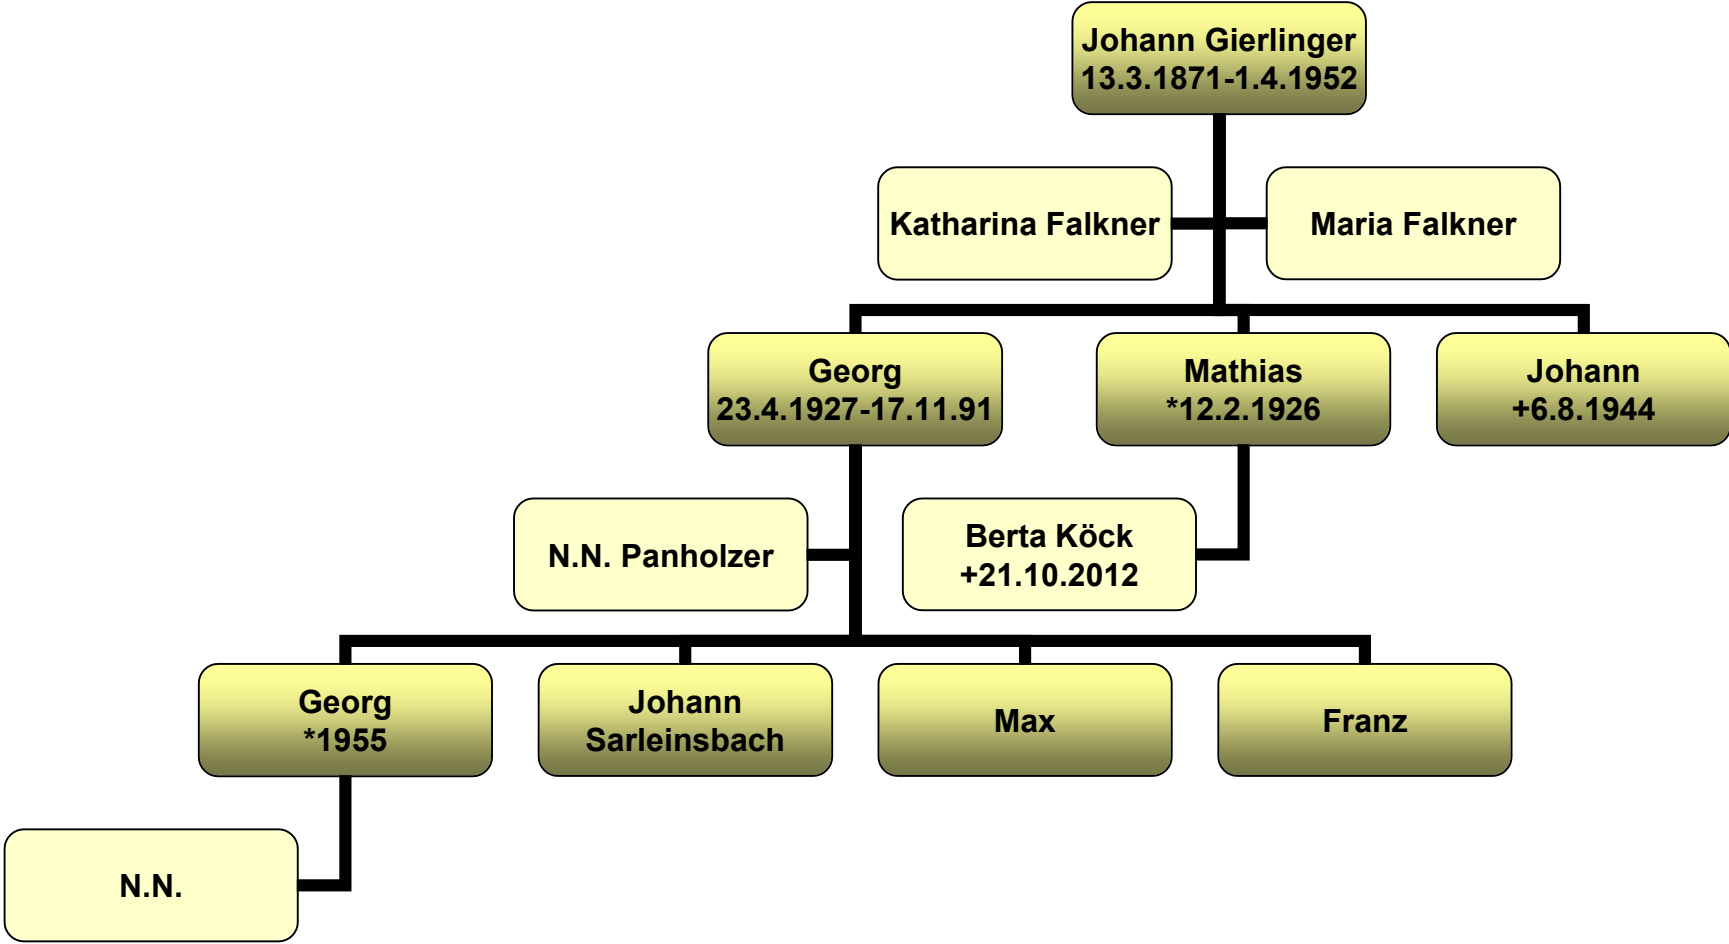 Johann Gierlinger
13.3.1871-1.4.1952
Katharina Falkner
Maria Falkner
Georg
23.4.1927-17.11.91
Mathias
*12.2.1926
Johann
+6.8.1944
N.N. Panholzer
Berta Köck
+21.10.2012
Georg
*1955
Johann
Sarleinsbach
Max
Franz
N.N.